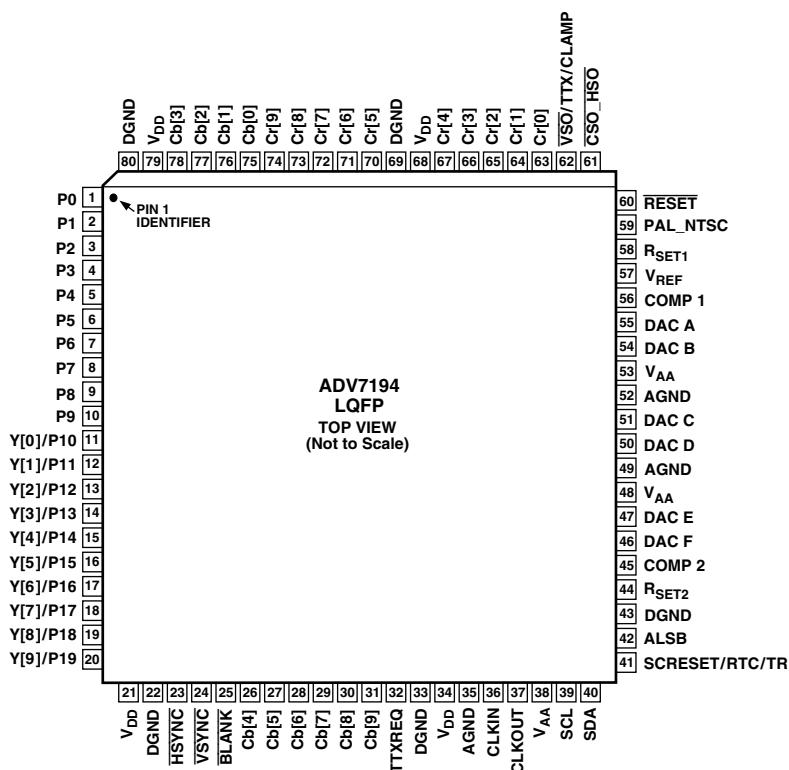 DGND
VDD
Cb[3]
Cb[2]
Cb[1]
Cb[0]
Cr[9]
Cr[8]
Cr[7]
Cr[6]
Cr[5]
DGND
VDD
Cr[4]
Cr[3]
Cr[2]
Cr[1]
Cr[0]
VSO/TTX/CLAMP
CSO_HSO
80 79 78 77 76 75 74 73 72 71 70 69 68 67 66 65 64 63 62 61
P0 1
P1 2
P2 3
P3 4
P4 5
P5 6
P6 7
P7 8
P8 9
P9 10
Y[0]/P10 11
Y[1]/P11 12
Y[2]/P12 13
Y[3]/P13 14
Y[4]/P14 15
Y[5]/P15 16
Y[6]/P16 17
Y[7]/P17 18
Y[8]/P18 19
Y[9]/P19 20
PIN 1
IDENTIFIER
ADV7194
LQFP
TOP VIEW
(Not to Scale)
60 RESET
59 PAL_NTSC
58 RSET1
57 VREF
56 COMP 1
55 DAC A
54 DAC B
53 VAA
52 AGND
51 DAC C
50 DAC D
49 AGND
48 VAA
47 DAC E
46 DAC F
45 COMP 2
44 RSET2
43 DGND
42 ALSB
41 SCRESET/RTC/TR
21 22 23 24 25 26 27 28 29 30 31 32 33 34 35 36 37 38 39 40
VDD
DGND
HSYNC
VSYNC
BLANK
Cb[4]
Cb[5]
Cb[6]
Cb[7]
Cb[8]
Cb[9]
TTXREQ
DGND
VDD
AGND
CLKIN
CLKOUT
VAA
SCL
SDA